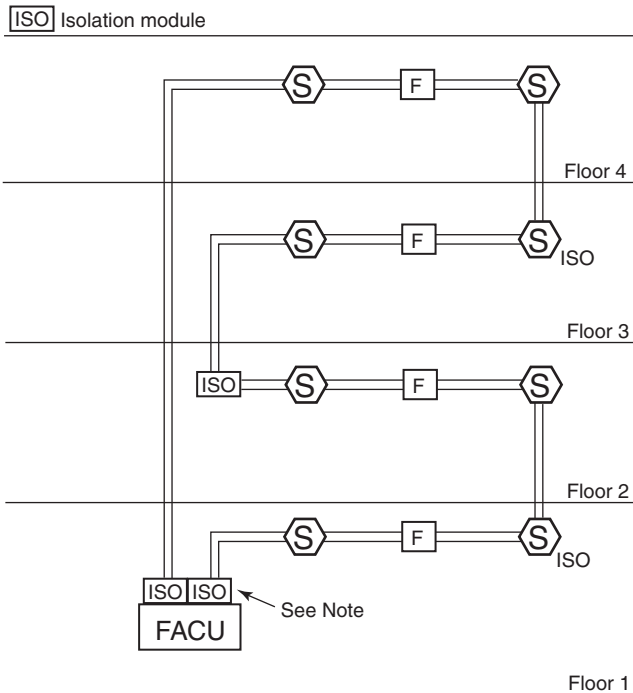 ISO Isolation module
S F S
Floor 4
S F S
ISO
Floor 3
ISO S F S
Floor 2
S F S
ISO
ISO ISO
See Note
FACU
Floor 1